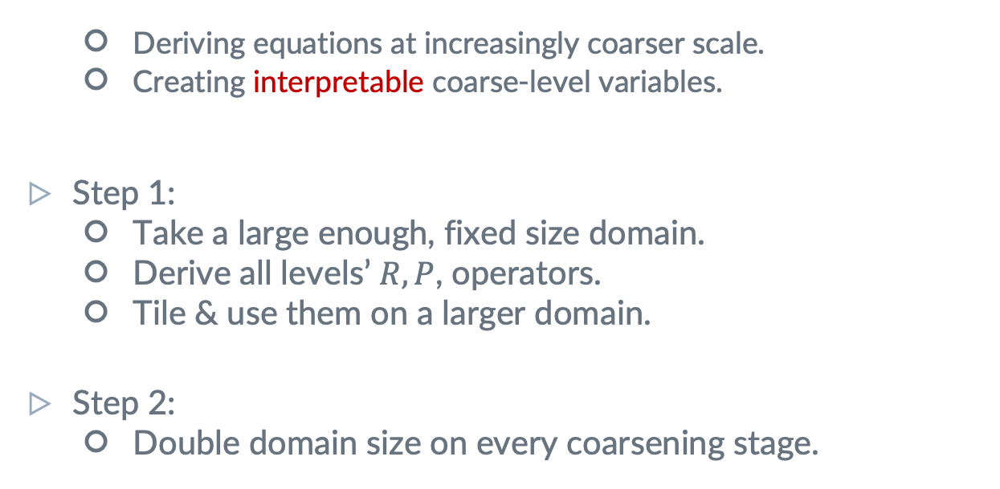 Deriving equations at increasingly coarser scale.
Creating interpretable coarse-level variables.
Step 1:
Take a large enough, fixed size domain.
Derive all levels’ R, P, operators.
Tile & use them on a larger domain.
Step 2:
Double domain size on every coarsening stage.